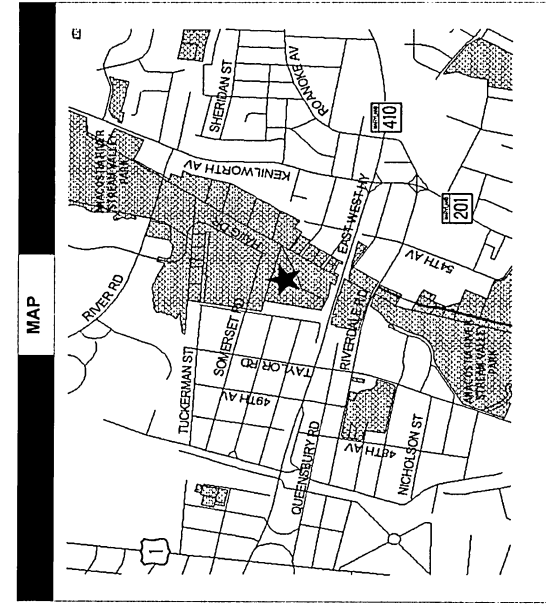 MAP
SHERIDAN ST
ROANOKE AV
MARYLAND
410
ANACOSTIA RIVER
STREAM VALLEY
PARK
KENILWORTH AV
EAST WEST HY
MARYLAND
201
RIVER RD
54TH AV
TUCKERMAN ST
SOMERSET RD
TAYLOR RD
RIVERDALE RD
ANACOSTIA RIVER
STREAM VALLEY
PARK
49TH AV
QUEENSBURY RD
48TH AV
NICHOLSON ST
1